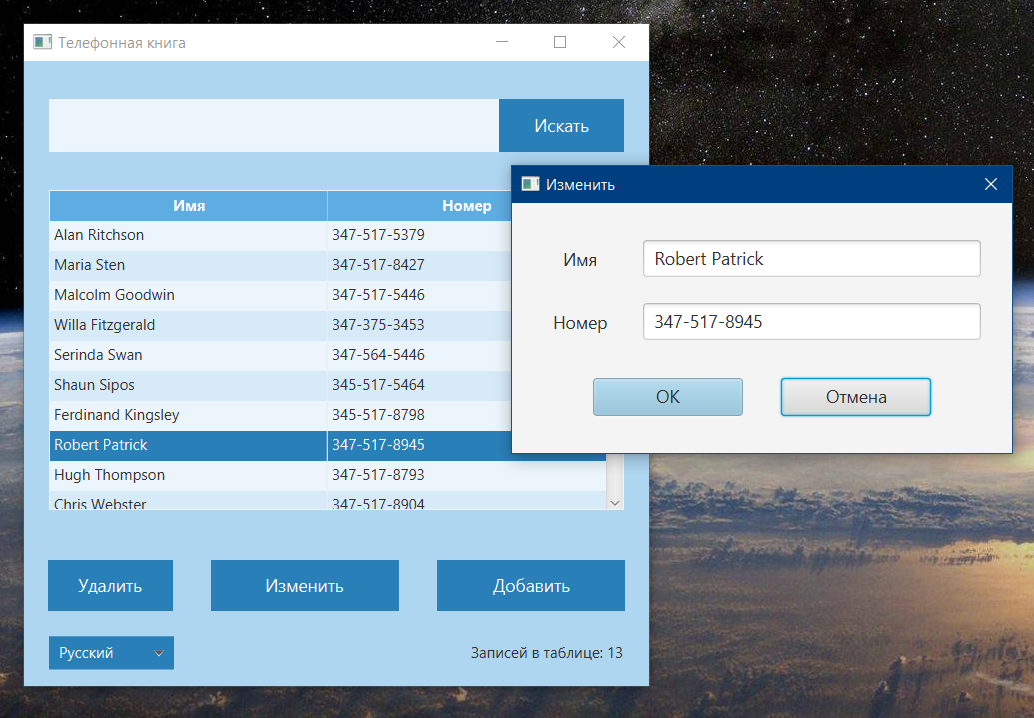 Телефонная книга
Искать
Имя Номер
Alan Ritchson 347-517-5379
Maria Sten 347-517-8427
Malcolm Goodwin 347-517-5446
Willa Fitzgerald 347-375-3453
Serinda Swan 347-564-5446
Shaun Sipos 345-517-5464
Ferdinand Kingsley 345-517-8798
Robert Patrick 347-517-8945
Hugh Thompson 347-517-8793
Chris Webster 347-517-8904
Удалить Изменить Добавить
Русский Записей в таблице: 13
Изменить
Имя Robert Patrick
Номер 347-517-8945
OK Отмена